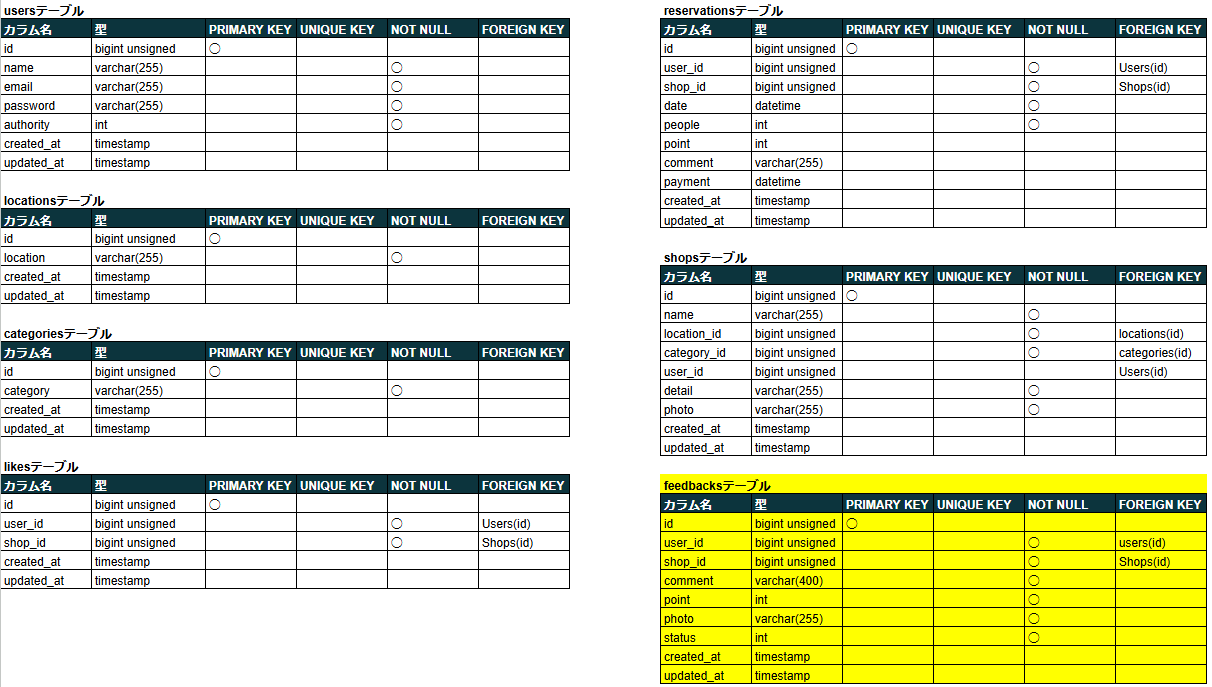 usersテーブル
カラム名 型 PRIMARY KEY UNIQUE KEY NOT NULL FOREIGN KEY
id bigint unsigned ○
name varchar(255) ○
email varchar(255) ○
password varchar(255) ○
authority int ○
created_at timestamp
updated_at timestamp
locationsテーブル
カラム名 型 PRIMARY KEY UNIQUE KEY NOT NULL FOREIGN KEY
id bigint unsigned ○
location varchar(255) ○
created_at timestamp
updated_at timestamp
categoriesテーブル
カラム名 型 PRIMARY KEY UNIQUE KEY NOT NULL FOREIGN KEY
id bigint unsigned ○
category varchar(255) ○
created_at timestamp
updated_at timestamp
likesテーブル
カラム名 型 PRIMARY KEY UNIQUE KEY NOT NULL FOREIGN KEY
id bigint unsigned ○
user_id bigint unsigned ○ Users(id)
shop_id bigint unsigned ○ Shops(id)
created_at timestamp
updated_at timestamp
reservationsテーブル
カラム名 型 PRIMARY KEY UNIQUE KEY NOT NULL FOREIGN KEY
id bigint unsigned ○
user_id bigint unsigned ○ Users(id)
shop_id bigint unsigned ○ Shops(id)
date datetime ○
people int ○
point int
comment varchar(255)
payment datetime
created_at timestamp
updated_at timestamp
shopsテーブル
カラム名 型 PRIMARY KEY UNIQUE KEY NOT NULL FOREIGN KEY
id bigint unsigned ○
name varchar(255) ○
location_id bigint unsigned ○ locations(id)
category_id bigint unsigned ○ categories(id)
user_id bigint unsigned Users(id)
detail varchar(255) ○
photo varchar(255) ○
created_at timestamp
updated_at timestamp
feedbacksテーブル
カラム名 型 PRIMARY KEY UNIQUE KEY NOT NULL FOREIGN KEY
id bigint unsigned ○
user_id bigint unsigned ○ users(id)
shop_id bigint unsigned ○ Shops(id)
comment varchar(400) ○
point int ○
photo varchar(255) ○
status int ○
created_at timestamp
updated_at timestamp